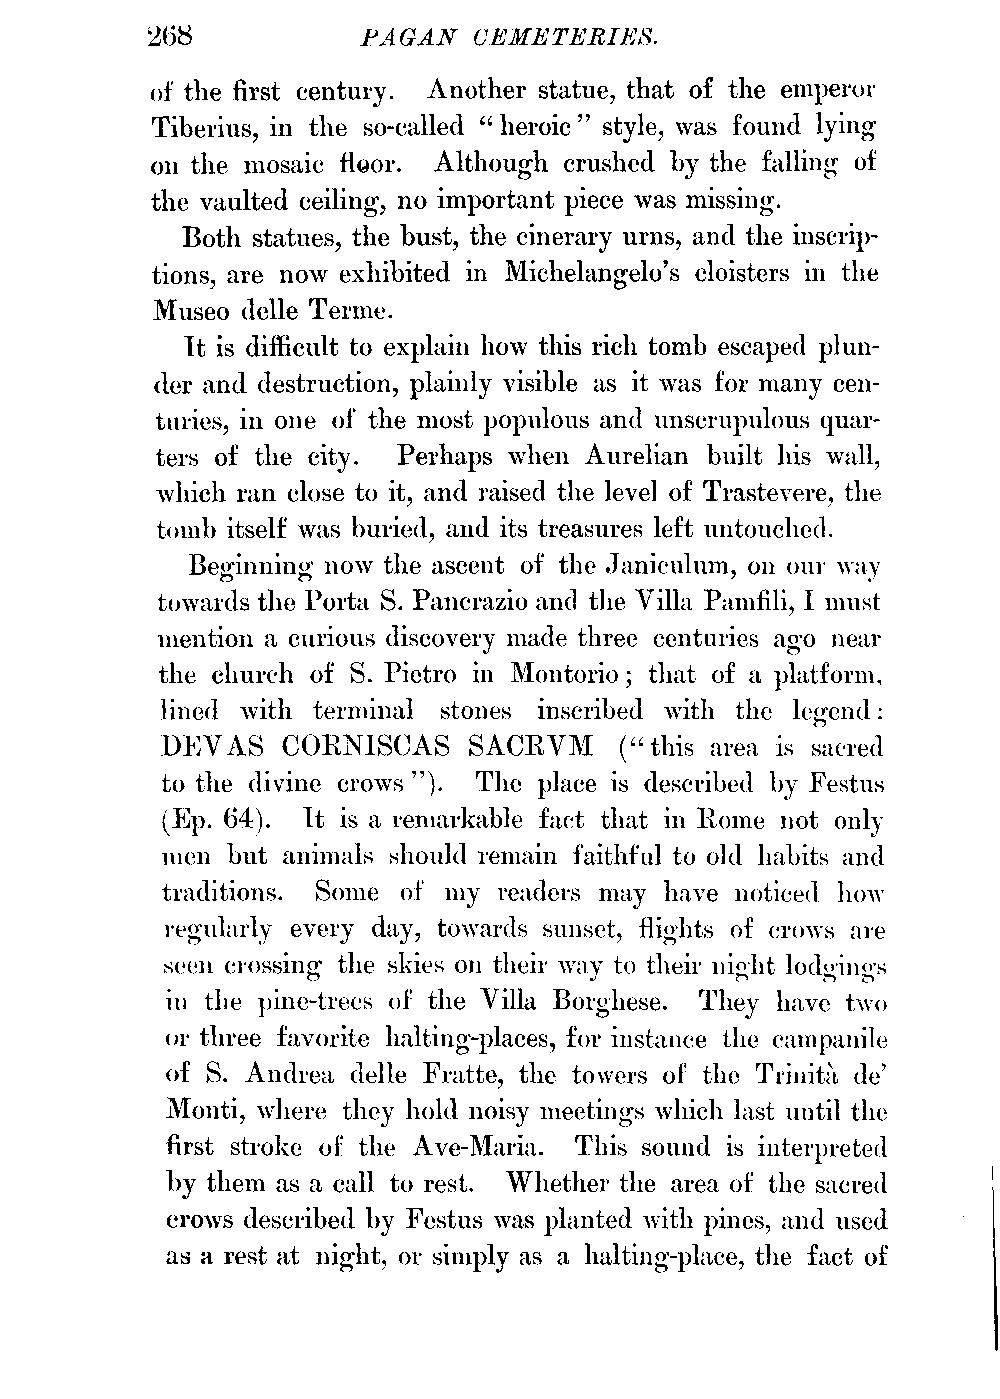 268 PAGAN CEMETERIES.
of the first century. Another statue, that of the emperor
Tiberius, in the so-called “ heroic ” style, was found lying
on the mosaic floor. Although crushed by the falling of
the vaulted ceiling, no important piece was missing.
Both statues, the bust, the cinerary urns, and the inscrip-
tions, are now exhibited in Michelangelo's cloisters in the
Museo delle Terme.
It is difficult to explain how this rich tomb escaped plun-
der and destruction, plainly visible as it was for many cen-
turies, in one of the most populous and unscrupulous quar-
ters of the city. Perhaps when Aurelian built his wall,
which ran close to it, and raised the level of Trastevere, the
tomb itself was buried, and its treasures left untouched.
Beginning now the ascent of the Janiculum, on our way
towards the Porta S. Pancrazio and the Villa Pamfili, I must
mention a curious discovery made three centuries ago near
the church of S. Pietro in Montorio ; that of a platform,
lined with terminal stones inscribed with the legend :
DEVAS CORNISCAS SACRVM (“ this area is sacred
to the divine crows ”). The place is described by Festus
(Ep. 64). It is a remarkable fact that in Rome not only
men but animals should remain faithful to old habits and
traditions. Some of my readers may have noticed how
regularly every day, towards sunset, flights of crows are
seen crossing the skies on their way to their night lodgings
in the pine-trees of the Villa Borghese. They have two
or three favorite halting-places, for instance the campanile
of S. Andrea delle Fratte, the towers of the Trinità de'
Monti, where they hold noisy meetings which last until the
first stroke of the Ave-Maria. This sound is interpreted
by them as a call to rest. Whether the area of the sacred
crows described by Festus was planted with pines, and used
as a rest at night, or simply as a halting-place, the fact of